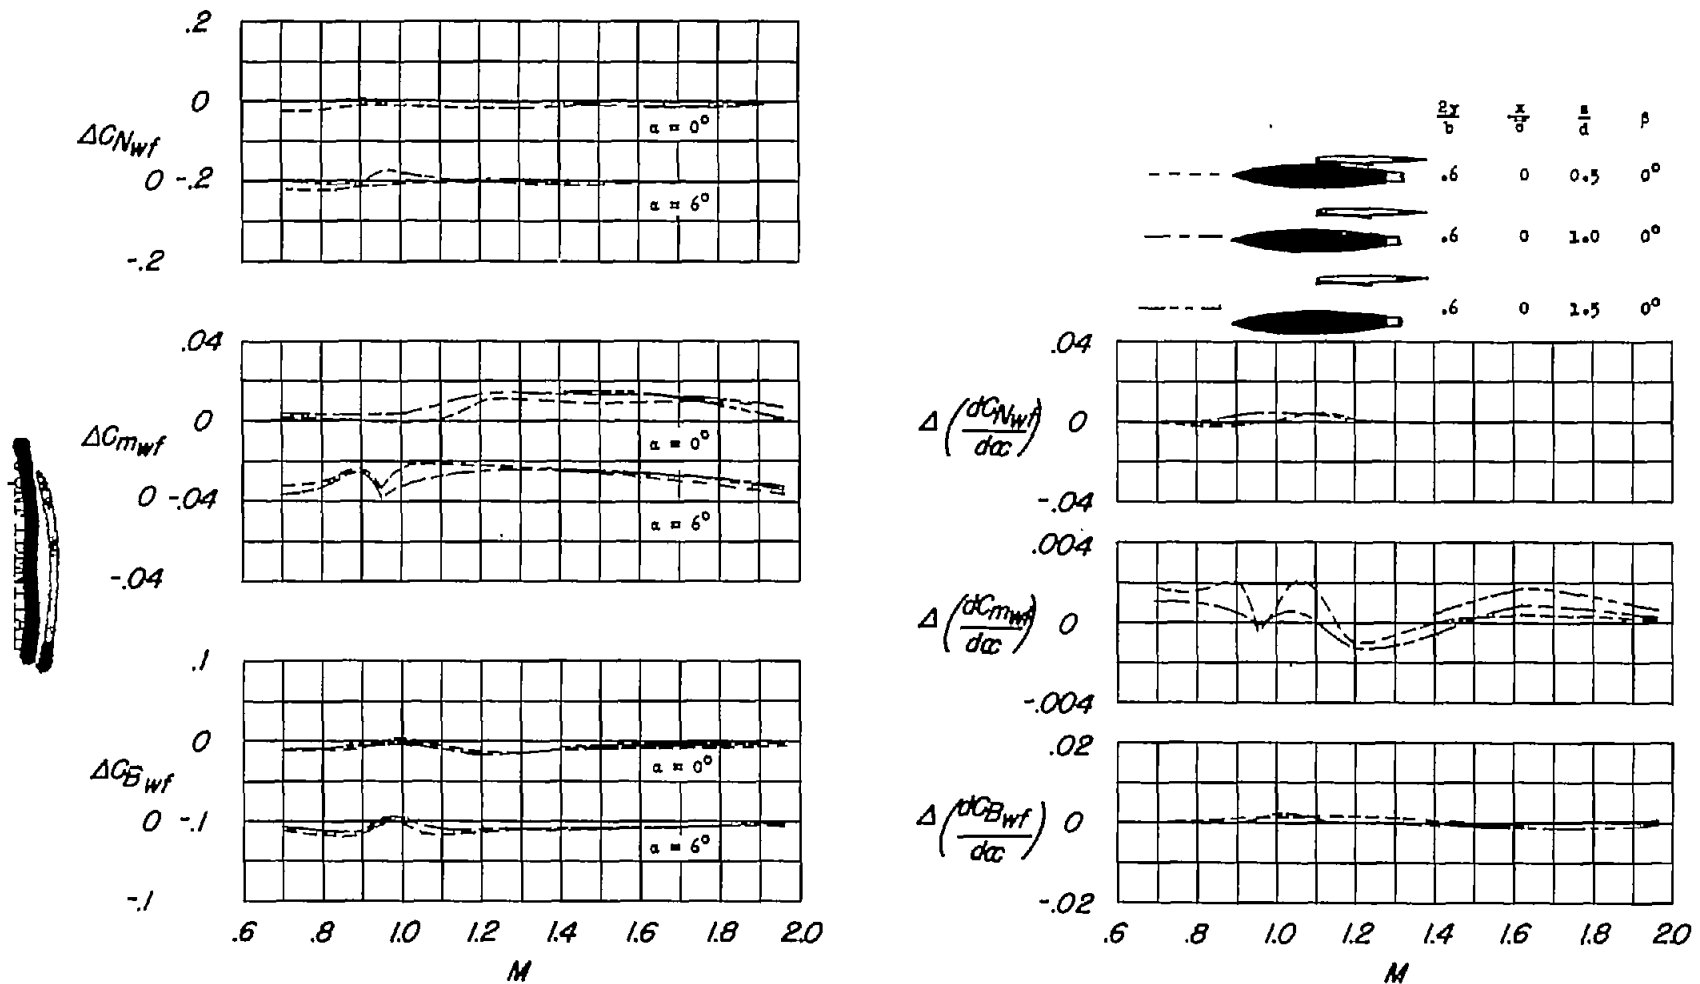 .2
0
ΔC_Nwf
α = 0°
0 -.2
α = 6°
-.2
2y/b x/d z/d β
.6 0 0.5 0°
.6 0 1.0 0°
.6 0 1.5 0°
.04
0
ΔC_mwf
α = 0°
0 -.04
α = 6°
-.04
.1
0
ΔC_Bwf
α = 0°
0 -.1
α = 6°
-.1
.6 .8 1.0 1.2 1.4 1.6 1.8 2.0
M
.04
Δ(dC_Nwf/dα) 0
-.04
.004
Δ(dC_mwf/dα) 0
-.004
.02
Δ(dC_Bwf/dα) 0
-.02
.6 .8 1.0 1.2 1.4 1.6 1.8 2.0
M